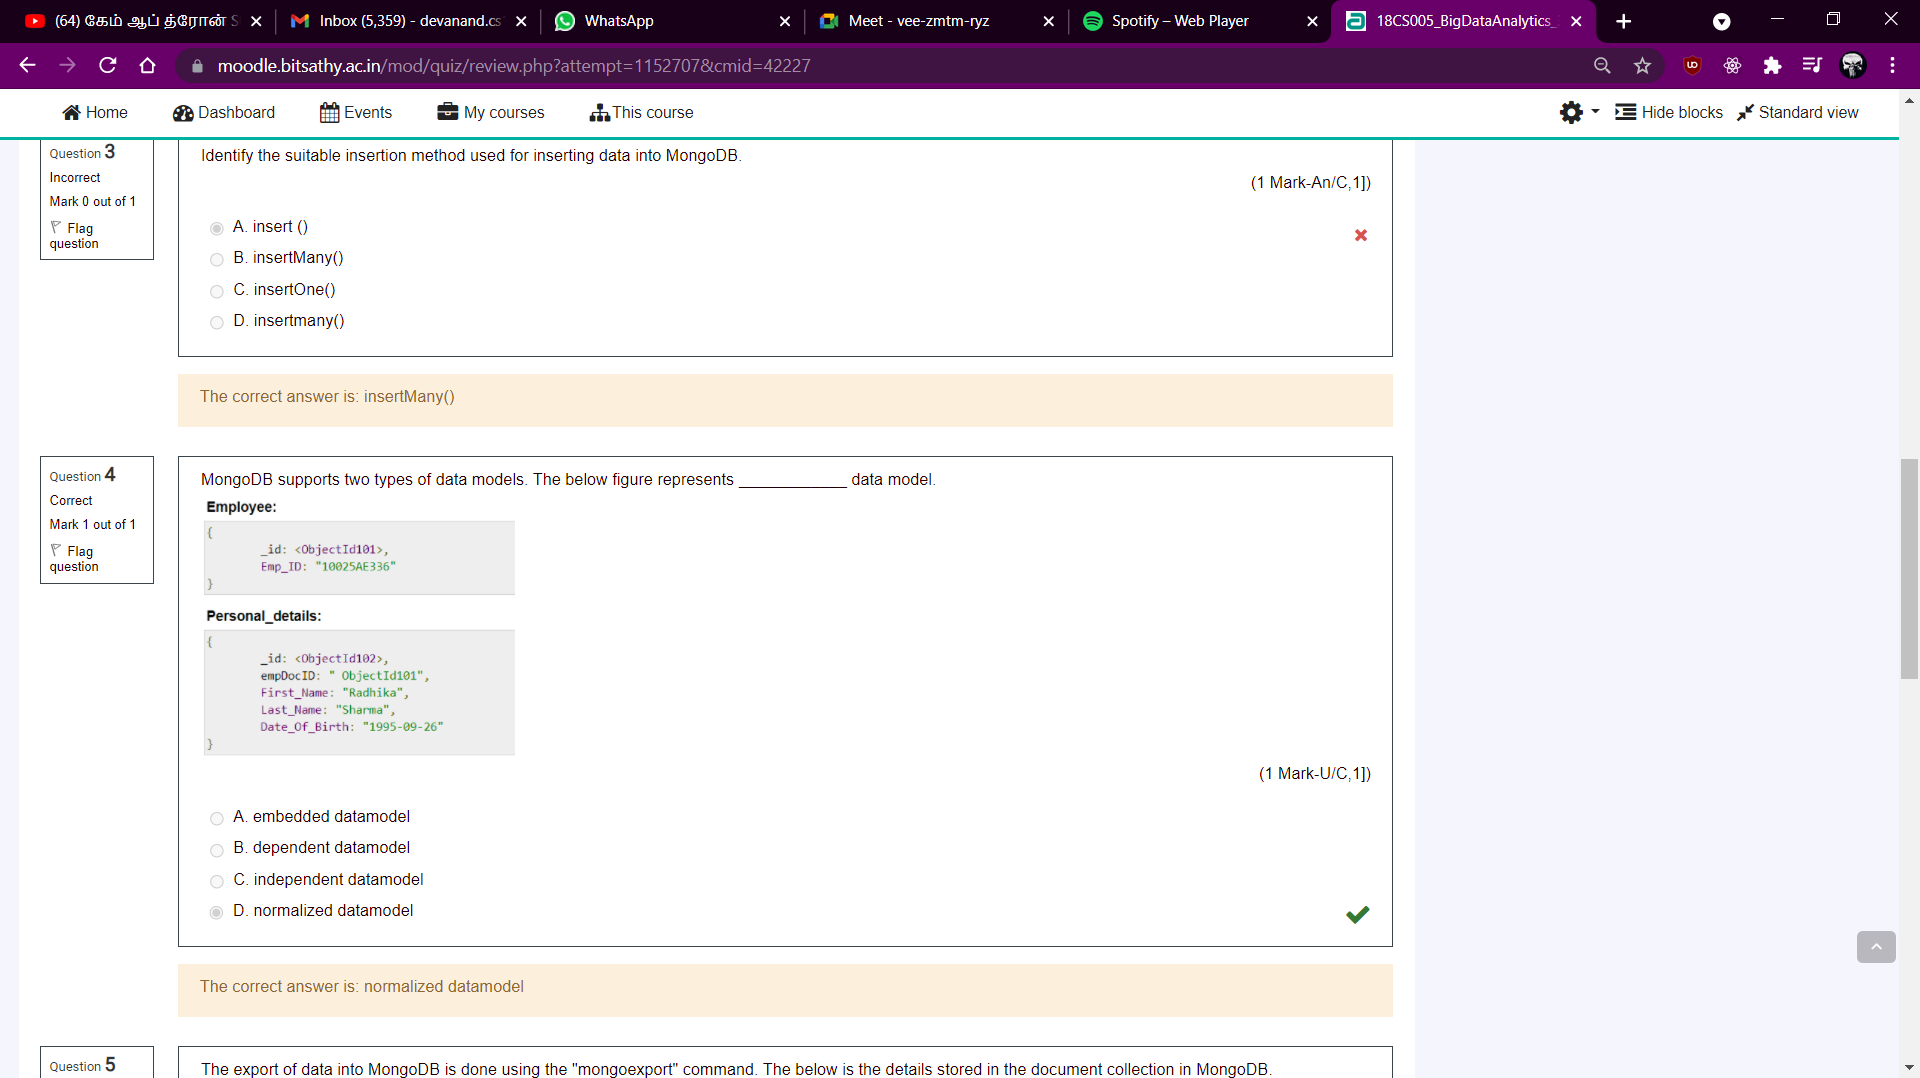 (64) கேம் ஆப் த்ரோன் S
Inbox (5,359) - devanand.cs
WhatsApp
Meet - vee-zmtm-ryz
Spotify – Web Player
18CS005_BigDataAnalytics_
moodle.bitsathy.ac.in/mod/quiz/review.php?attempt=1152707&cmid=42227
Home
Dashboard
Events
My courses
This course
Hide blocks
Standard view
Question 3
Incorrect
Mark 0 out of 1
Flag
question
Identify the suitable insertion method used for inserting data into MongoDB.
(1 Mark-An/C,1])
A. insert ()
B. insertMany()
C. insertOne()
D. insertmany()
The correct answer is: insertMany()
Question 4
Correct
Mark 1 out of 1
Flag
question
MongoDB supports two types of data models. The below figure represents ____________ data model.
Employee:
{
_id: <ObjectId101>,
Emp_ID: "10025AE336"
}
Personal_details:
{
_id: <ObjectId102>,
empDocID: " ObjectId101",
First_Name: "Radhika",
Last_Name: "Sharma",
Date_Of_Birth: "1995-09-26"
}
(1 Mark-U/C,1])
A. embedded datamodel
B. dependent datamodel
C. independent datamodel
D. normalized datamodel
The correct answer is: normalized datamodel
Question 5
The export of data into MongoDB is done using the "mongoexport" command. The below is the details stored in the document collection in MongoDB.